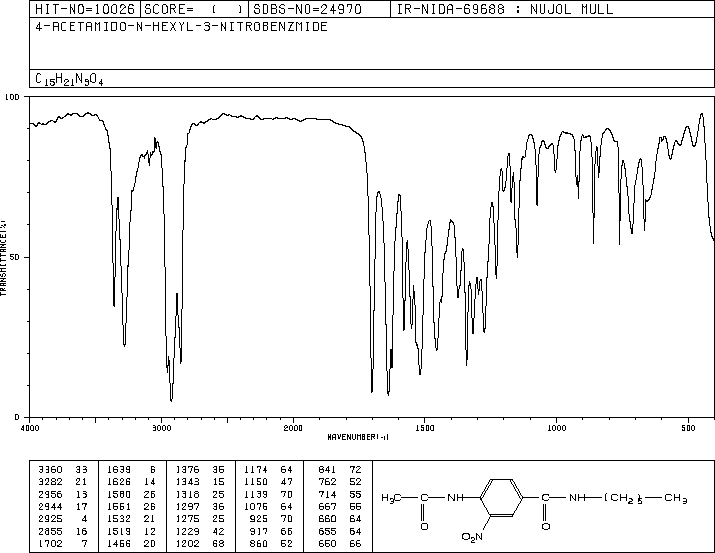 HIT-NO=10026 SCORE= ( ) SDBS-NO=24970 IR-NIDA-69688 : NUJOL MULL
4-ACETAMIDO-N-HEXYL-3-NITROBENZMIDE
C15H21N3O4
100
50
0
TRANSMITTANCE(%)
4000 3000 2000 1500 1000 500
WAVENUMBER(-1)
3360 33 1639 6 1376 36 1174 64 841 72
3282 21 1626 14 1343 15 1150 47 762 52
2956 13 1580 26 1318 25 1139 70 714 55
2944 17 1551 26 1297 36 1076 64 667 66
2925 4 1532 21 1275 25 925 70 660 64
2855 16 1519 12 1229 42 917 66 655 64
1702 7 1456 20 1202 68 860 52 650 66
H3C C NH C NH (CH2)5 CH3
O O2N O